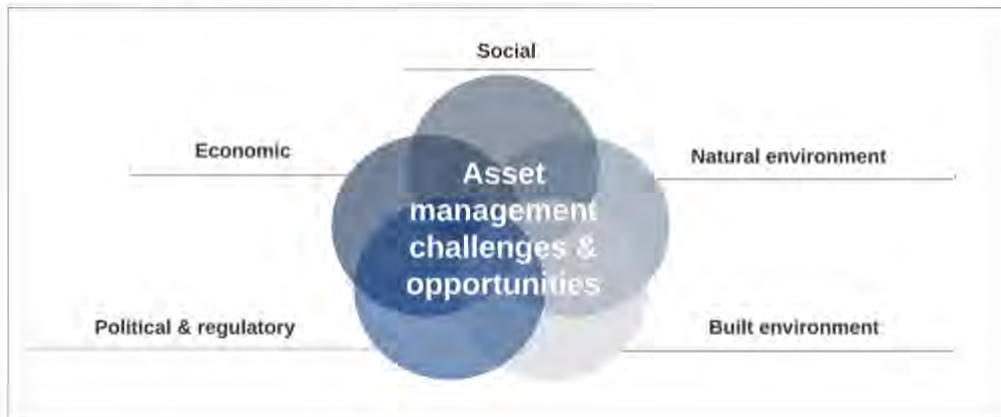 Social
Economic
Natural environment
Asset
management
challenges &
opportunities
Political & regulatory
Built environment